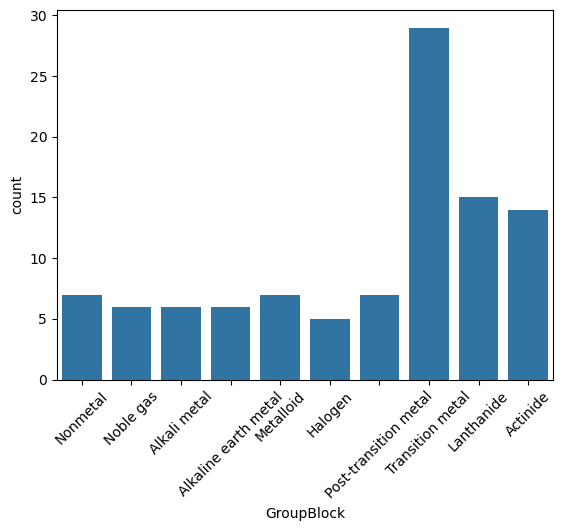 30
25
20
15
10
5
0
count
Nonmetal
Noble gas
Alkali metal
Alkaline earth metal
Metalloid
Halogen
Post-transition metal
Transition metal
Lanthanide
Actinide
GroupBlock